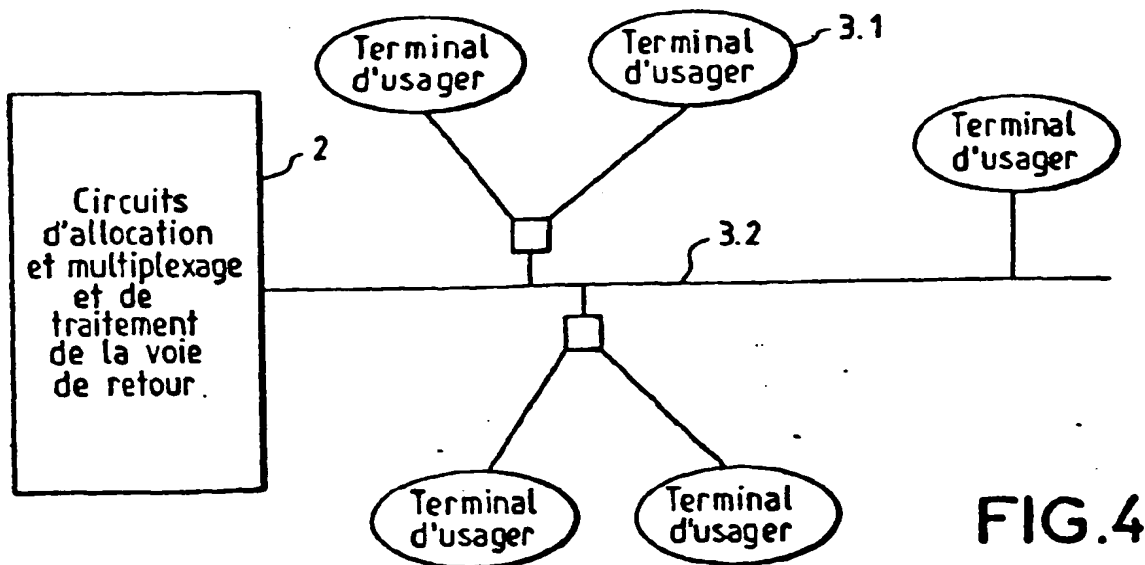 Terminal
d'usager
Terminal
d'usager
3.1
Terminal
d'usager
2
Circuits
d'allocation
et multiplexage
et de
traitement
de la voie
de retour.
3.2
Terminal
d'usager
Terminal
d'usager
FIG.4